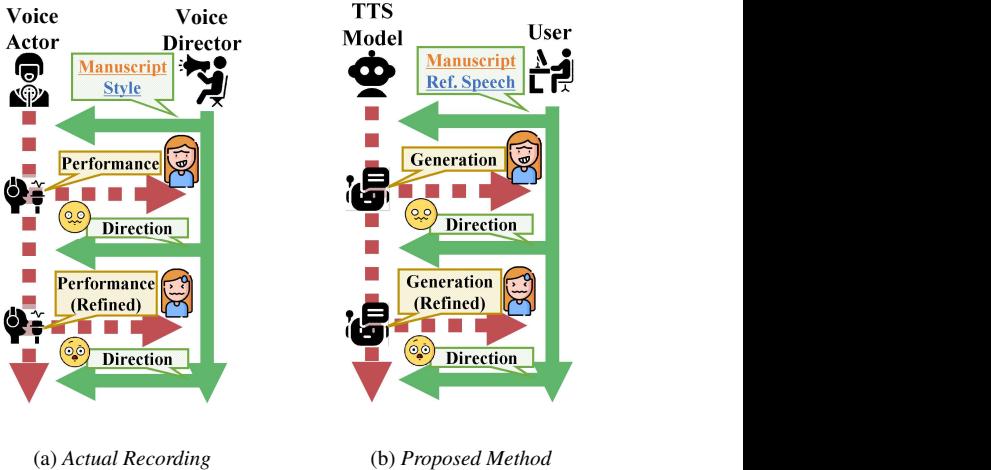 Voice
Actor
Voice
Director
Manuscript
Style
Performance
Direction
Performance
(Refined)
Direction
(a) Actual Recording
TTS
Model
User
Manuscript
Ref. Speech
Generation
Direction
Generation
(Refined)
Direction
(b) Proposed Method